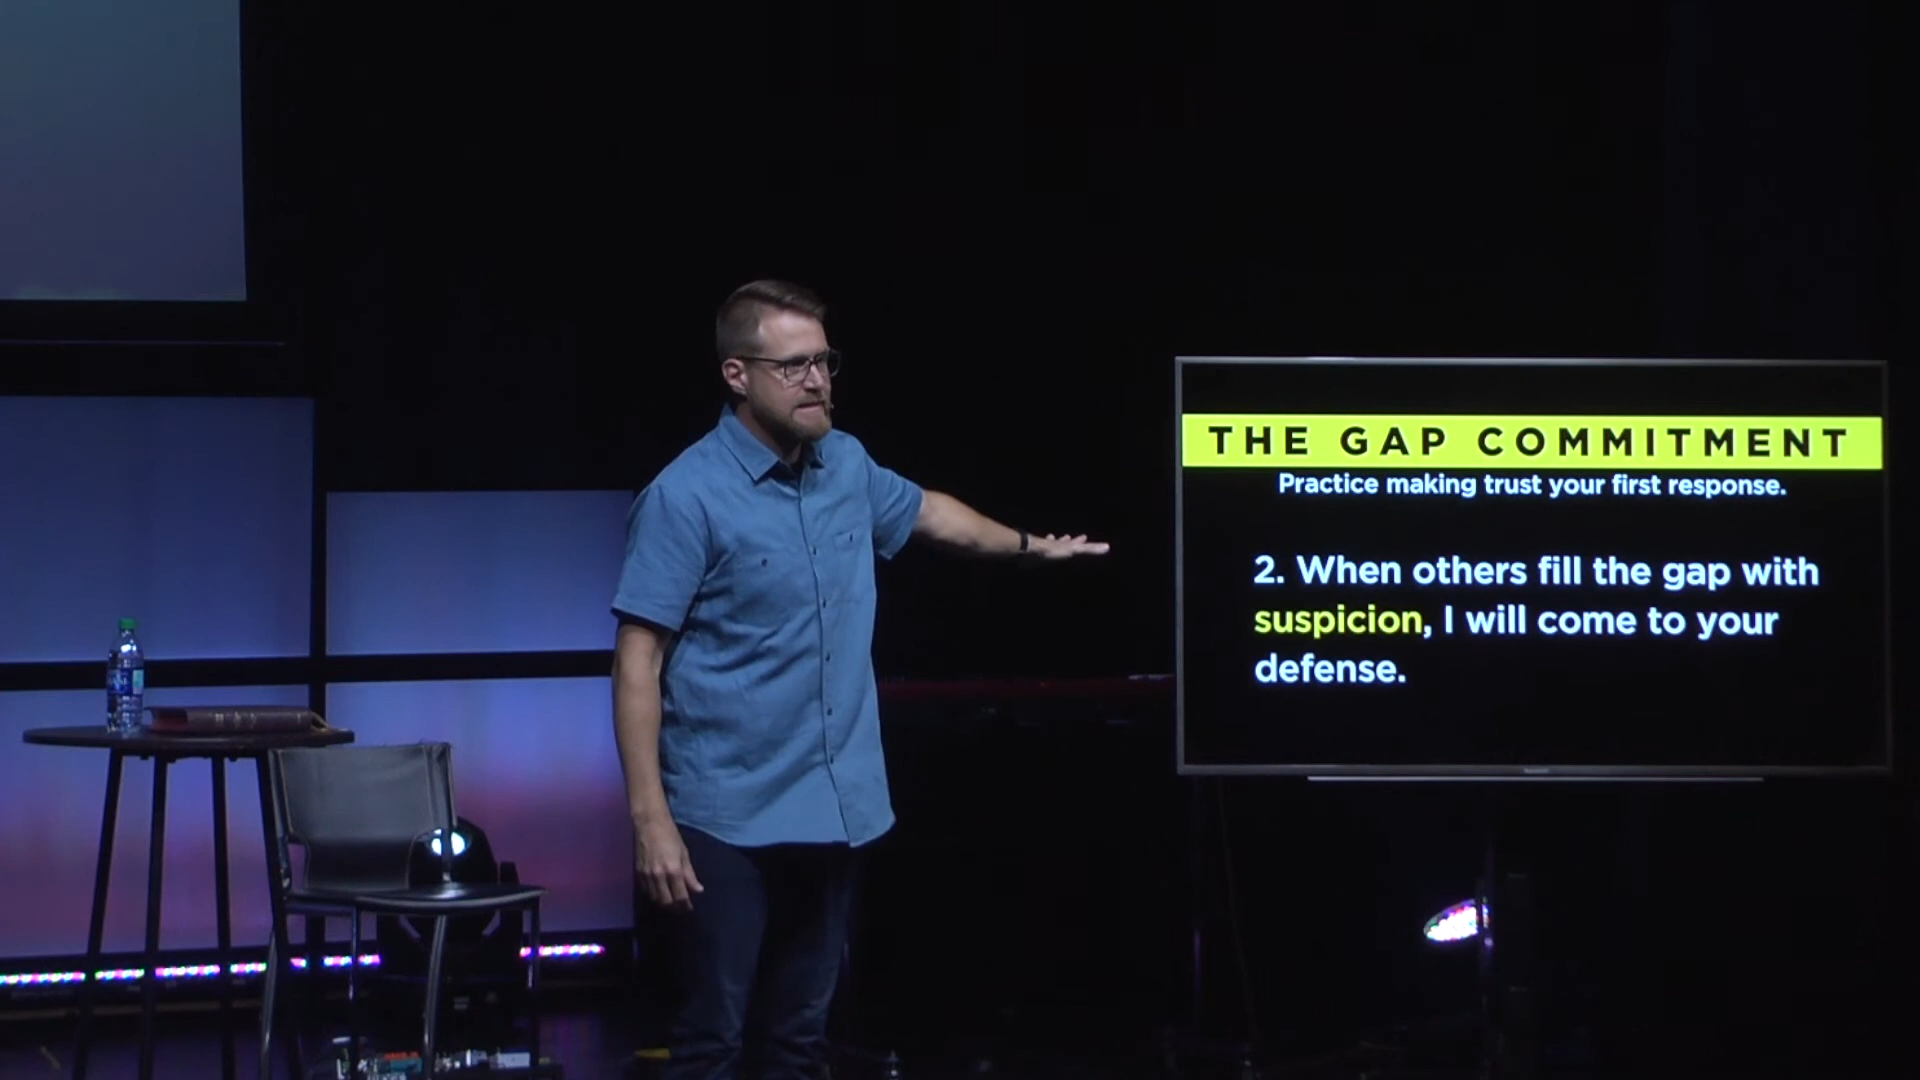 THE GAP COMMITMENT
Practice making trust your first response.
2. When others fill the gap with
suspicion, I will come to your
defense.